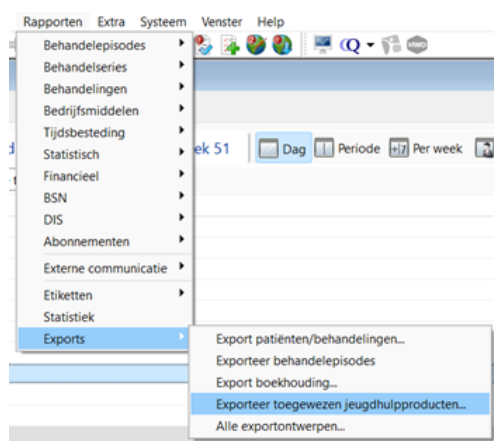 Rapporten Extra Systeem Venster Help
Behandelepisodes
Behandelseries
Behandelingen
Bedrijfsmiddelen
Tijdsbesteding
Statistisch
Financieel
BSN
DIS
Abonnementen
Externe communicatie
Etiketten
Statistiek
Exports
Q HWO
ek 51 Dag Periode +7 Per week
Export patiënten/behandelingen...
Exporteer behandelepisodes
Export boekhouding...
Exporteer toegewezen jeugdhulpproducten...
Alle exportontwerpen...